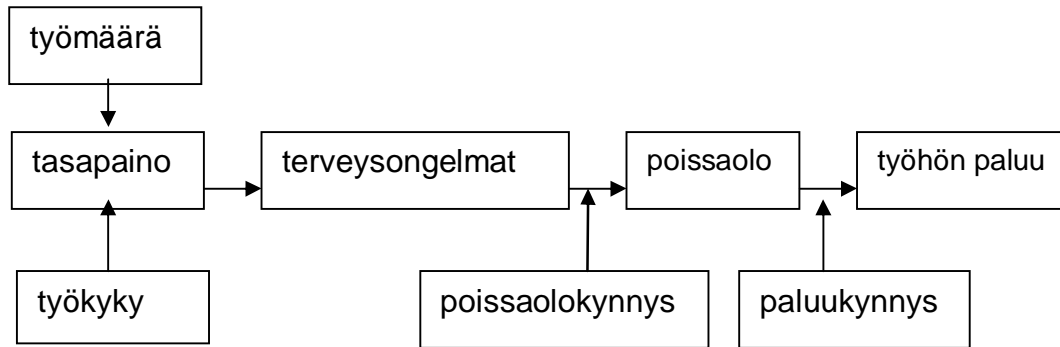 työmäärä
tasapaino
terveysongelmat
poissaolo
työhön paluu
työkyky
poissaolokynnys
paluukynnys